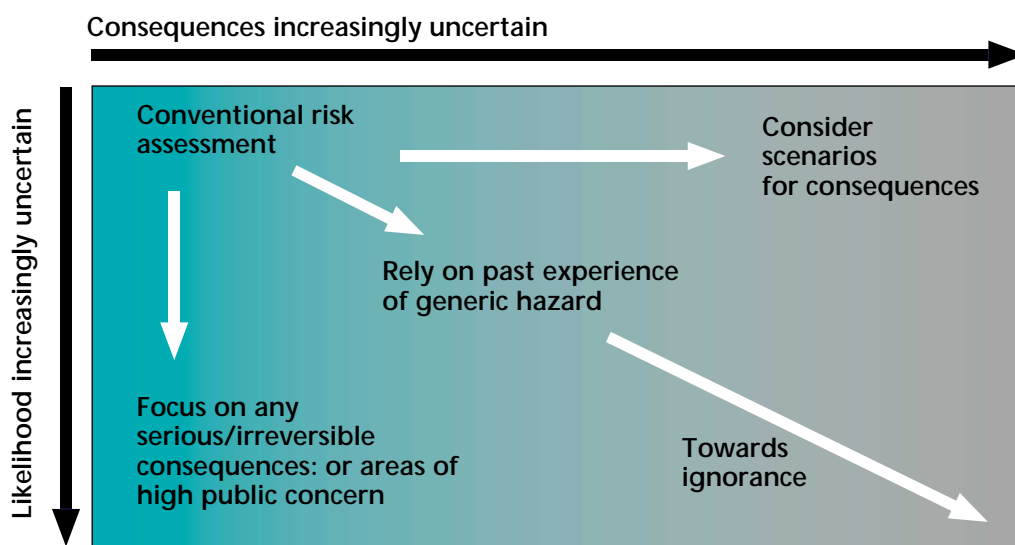 Consequences increasingly uncertain
Likelihood increasingly uncertain
Conventional risk
assessment
Consider
scenarios
for consequences
Rely on past experience
of generic hazard
Focus on any
serious/irreversible
consequences: or areas of
high public concern
Towards
ignorance